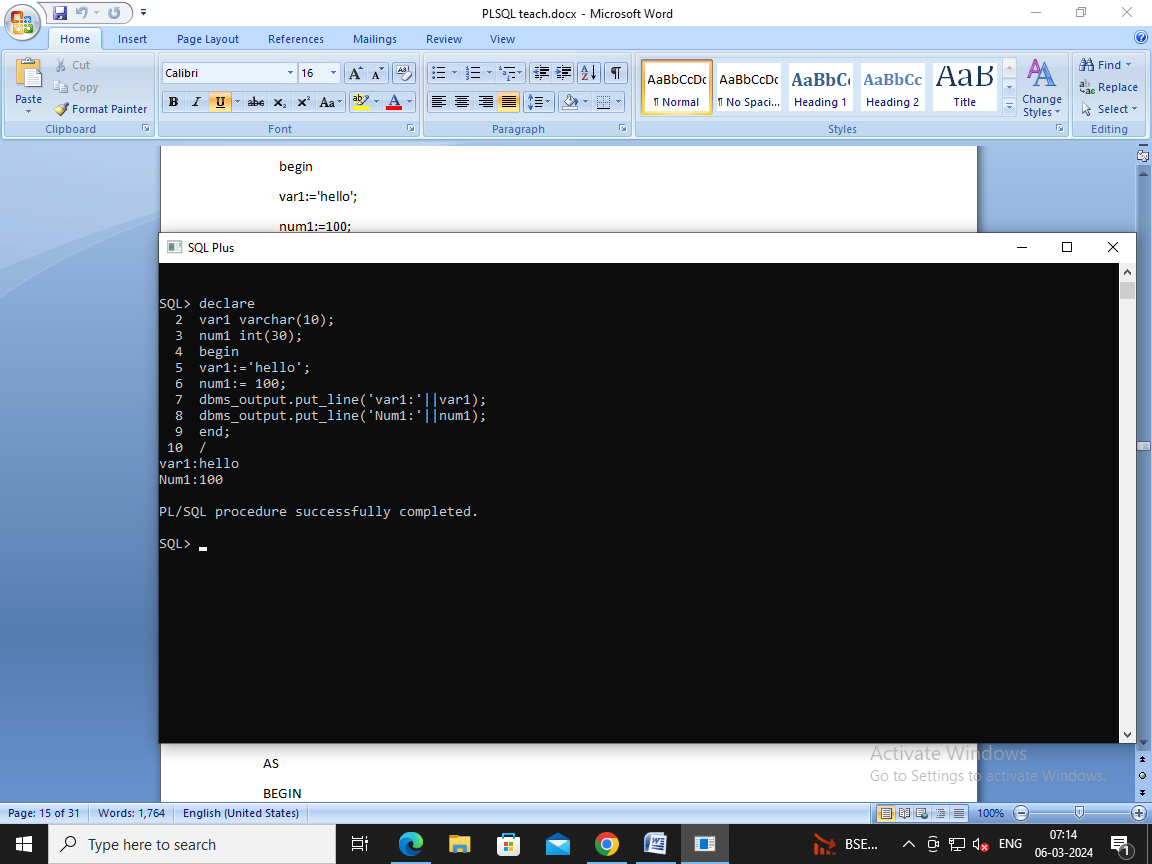 PLSQL teach.docx - Microsoft Word
Home Insert Page Layout References Mailings Review View
Cut
Copy
Format Painter
Paste
Clipboard
Calibri 16
B I U abe X₂ X² Aa ab A
Font
Paragraph
AaBbCcDc AaBbCcDc AaBbC AaBbCc AaB
¶ Normal ¶ No Spaci... Heading 1 Heading 2 Title
Change
Styles
Styles
Find
Replace
Select
Editing
begin
var1:='hello';
num1:=100;
SQL Plus
SQL> declare
2 var1 varchar(10);
3 num1 int(30);
4 begin
5 var1:='hello';
6 num1:= 100;
7 dbms_output.put_line('var1:'||var1);
8 dbms_output.put_line('Num1:'||num1);
9 end;
10 /
var1:hello
Num1:100
PL/SQL procedure successfully completed.
SQL>
AS
BEGIN
Activate Windows
Go to Settings to activate Windows.
Page: 15 of 31 Words: 1,764 English (United States) 100%
Type here to search
BSE... ENG
07:14
06-03-2024
1